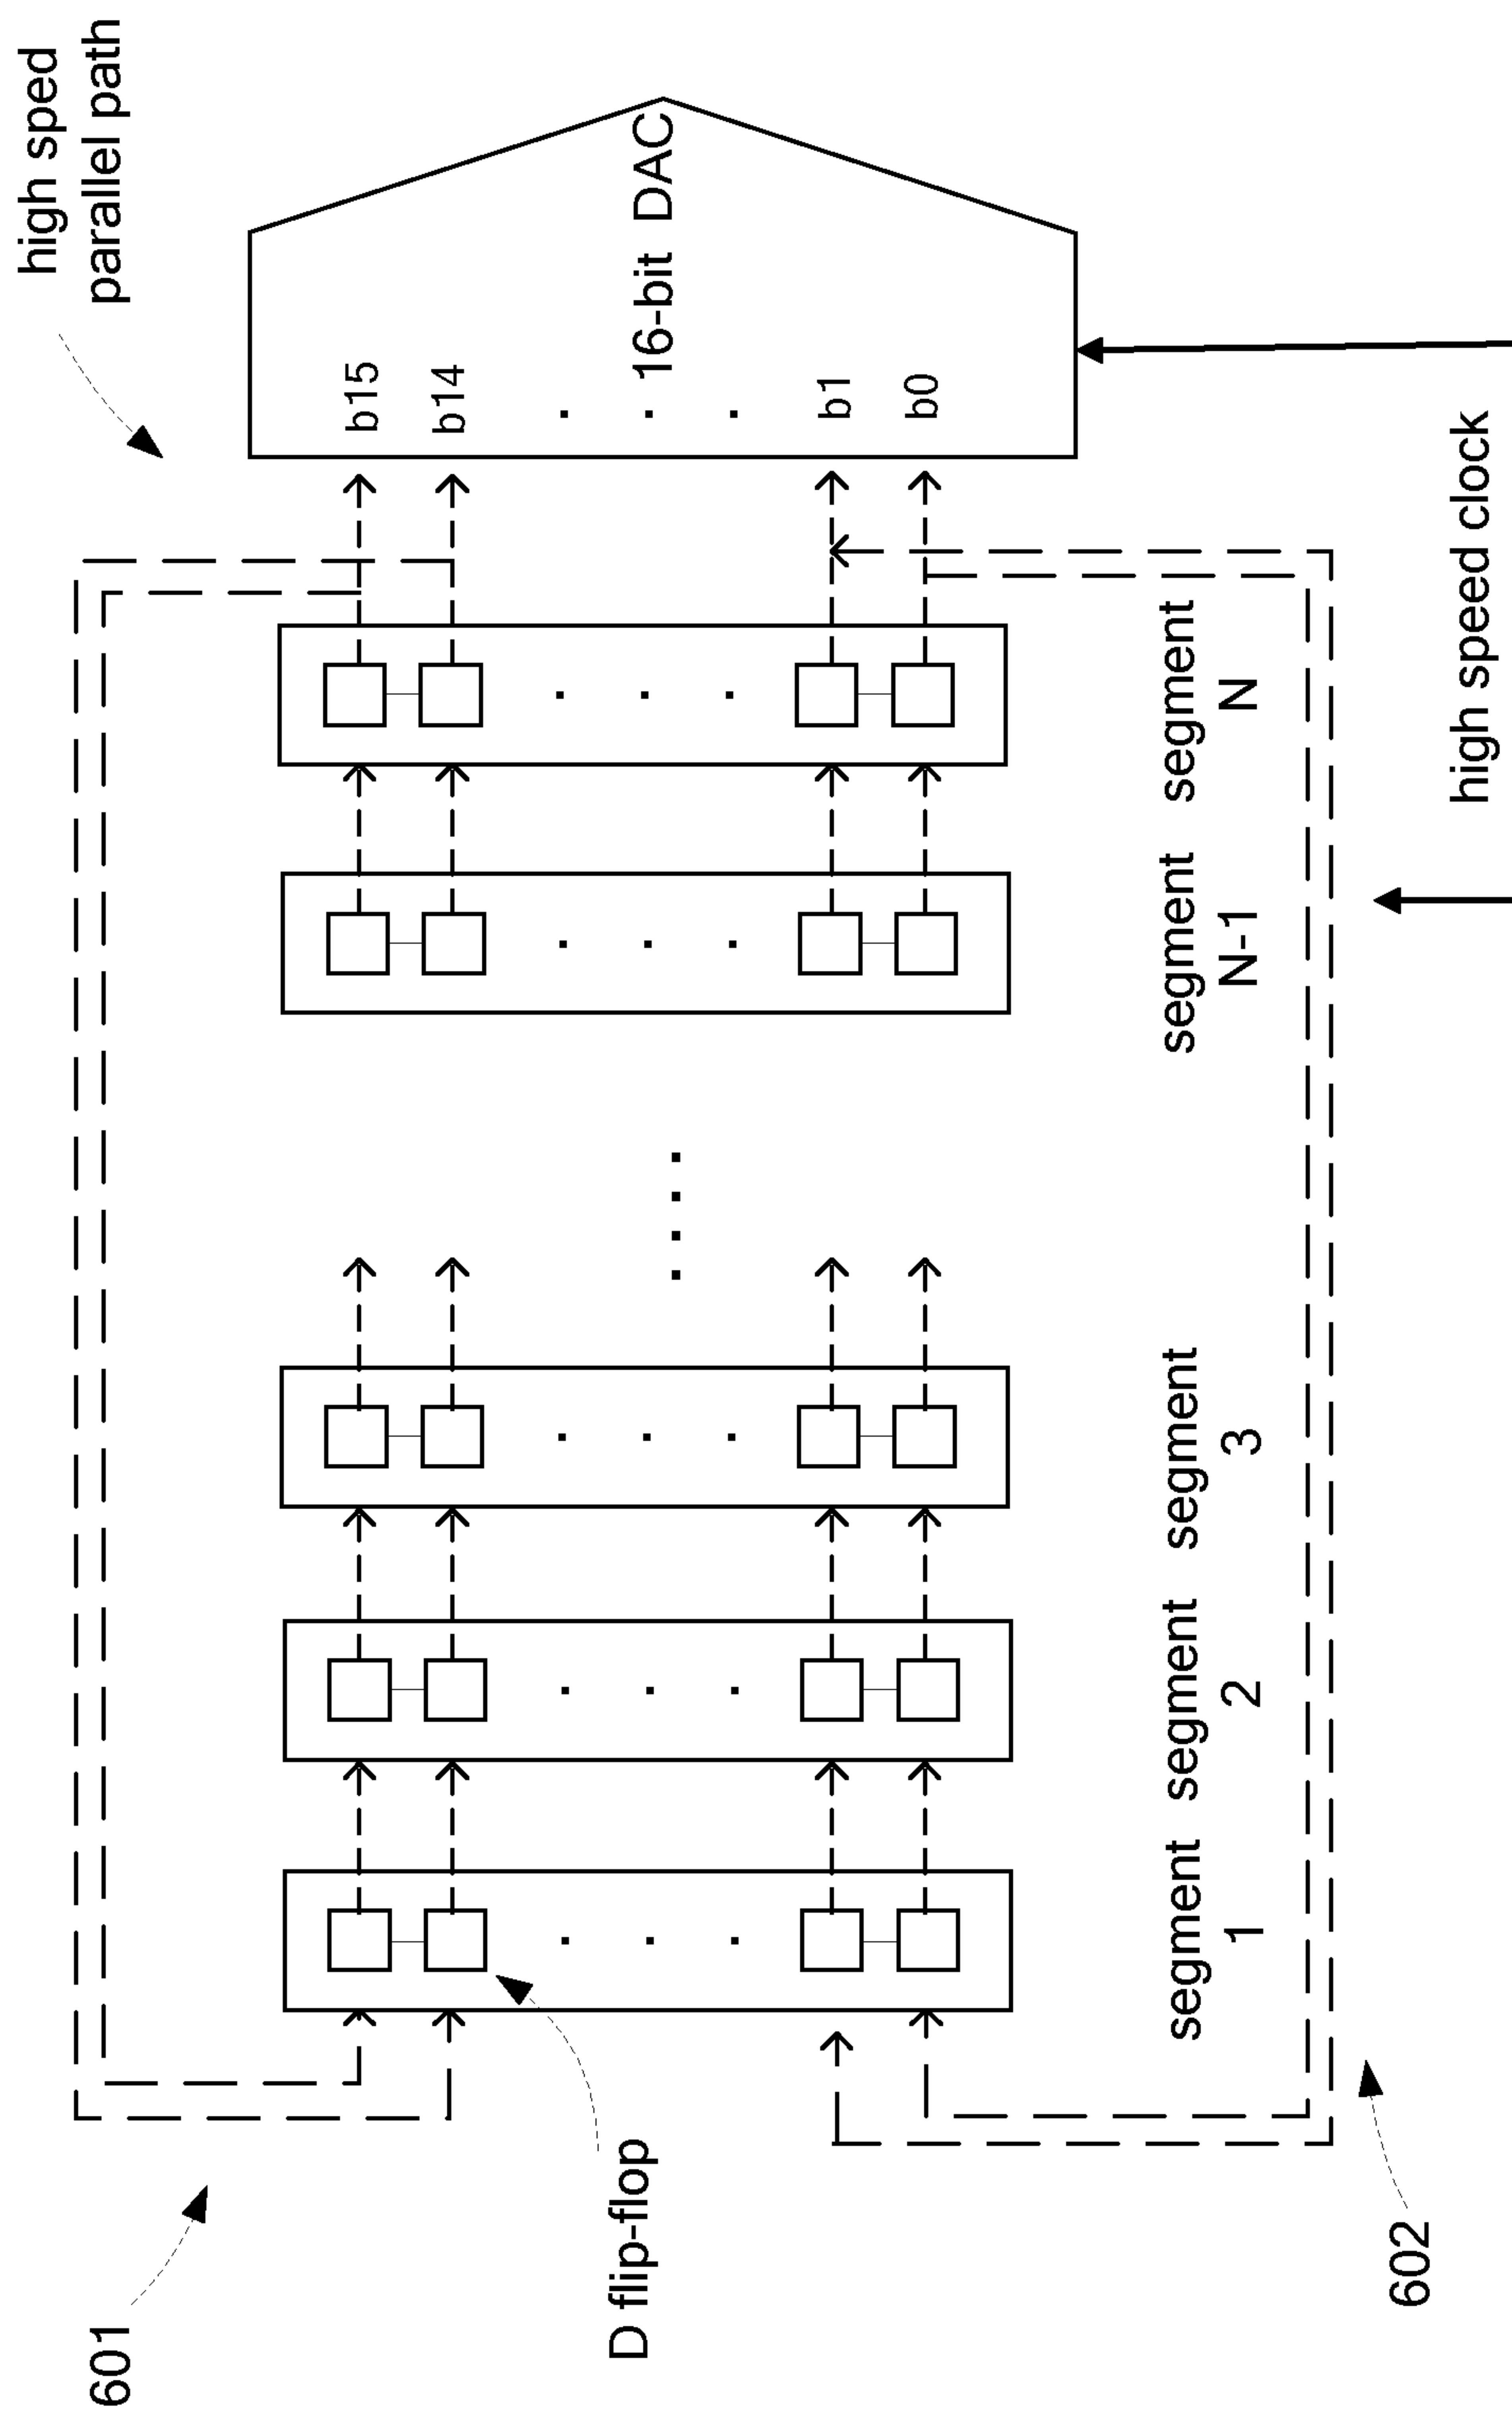 high sped
parallel path
b15
b14
16-bit DAC
b1
b0
segment
1
segment
2
segment
3
segment
N-1
segment
N
high speed clock
D flip-flop
601
602